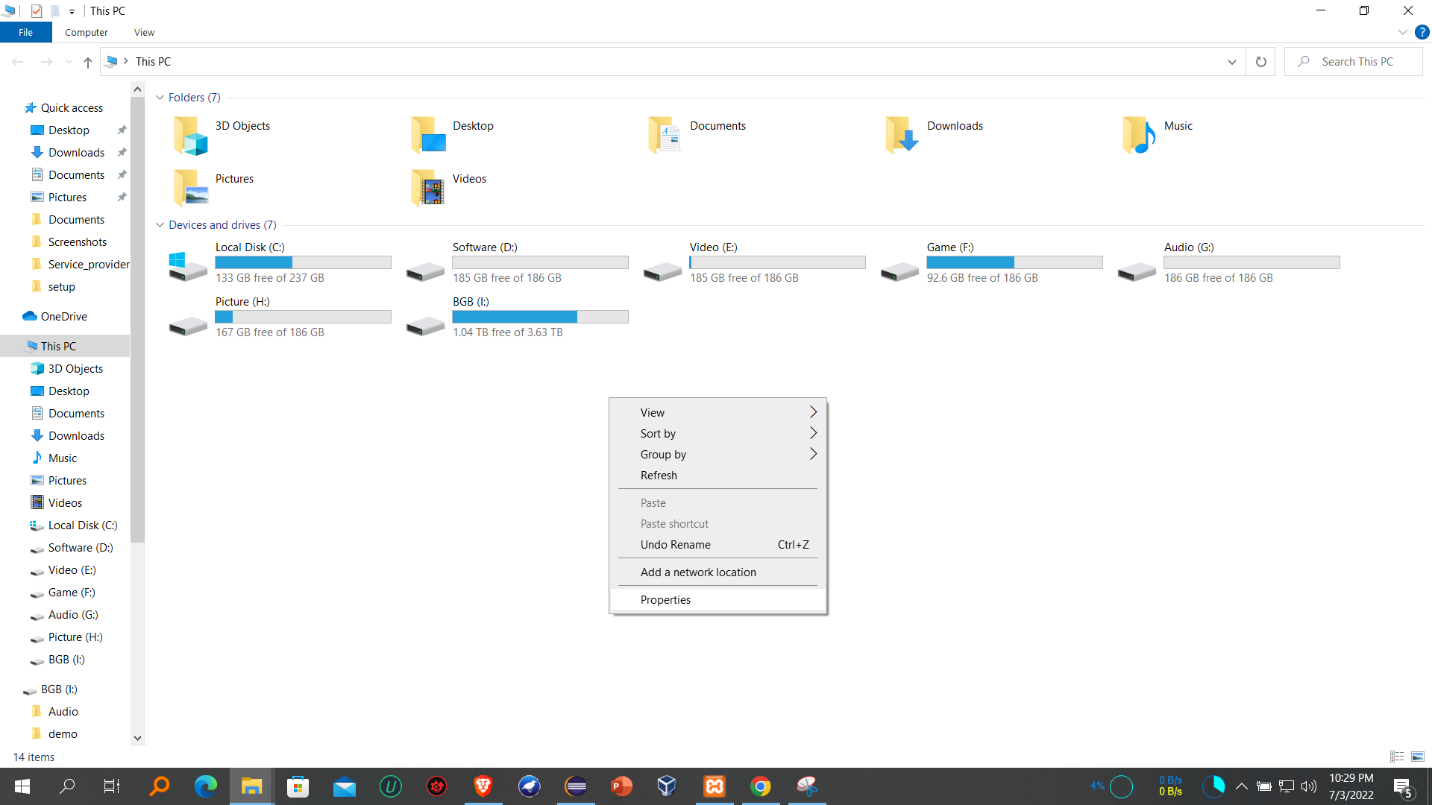 This PC
File Computer View
This PC
Search This PC
Quick access
Desktop
Downloads
Documents
Pictures
Documents
Screenshots
Service_provider
setup
OneDrive
This PC
3D Objects
Desktop
Documents
Downloads
Music
Pictures
Videos
Local Disk (C:)
Software (D:)
Video (E:)
Game (F:)
Audio (G:)
Picture (H:)
BGB (I:)
BGB (I:)
Audio
demo
Folders (7)
3D Objects
Desktop
Documents
Downloads
Music
Pictures
Videos
Devices and drives (7)
Local Disk (C:)
133 GB free of 237 GB
Software (D:)
185 GB free of 186 GB
Video (E:)
185 GB free of 186 GB
Game (F:)
92.6 GB free of 186 GB
Audio (G:)
186 GB free of 186 GB
Picture (H:)
167 GB free of 186 GB
BGB (I:)
1.04 TB free of 3.63 TB
View
Sort by
Group by
Refresh
Paste
Paste shortcut
Undo Rename Ctrl+Z
Add a network location
Properties
14 items
4%
0 B/s
0 B/s
10:29 PM
7/3/2022
5